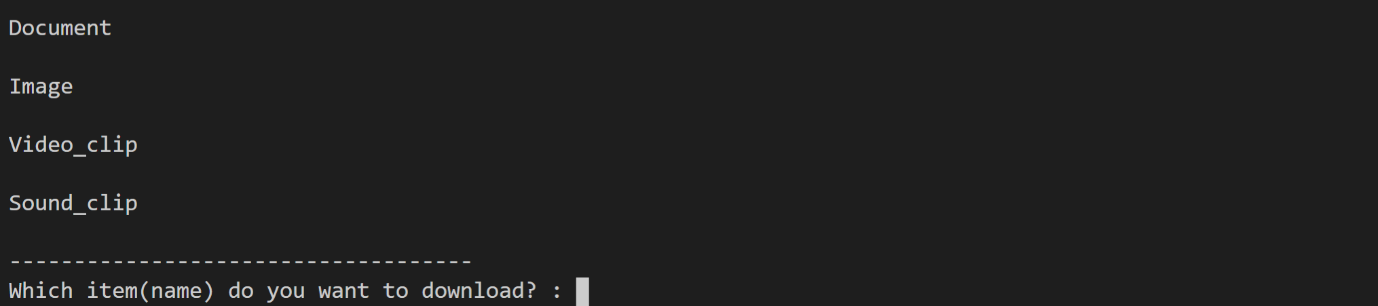 Document
Image
Video_clip
Sound_clip
------------------------------------
Which item(name) do you want to download? :